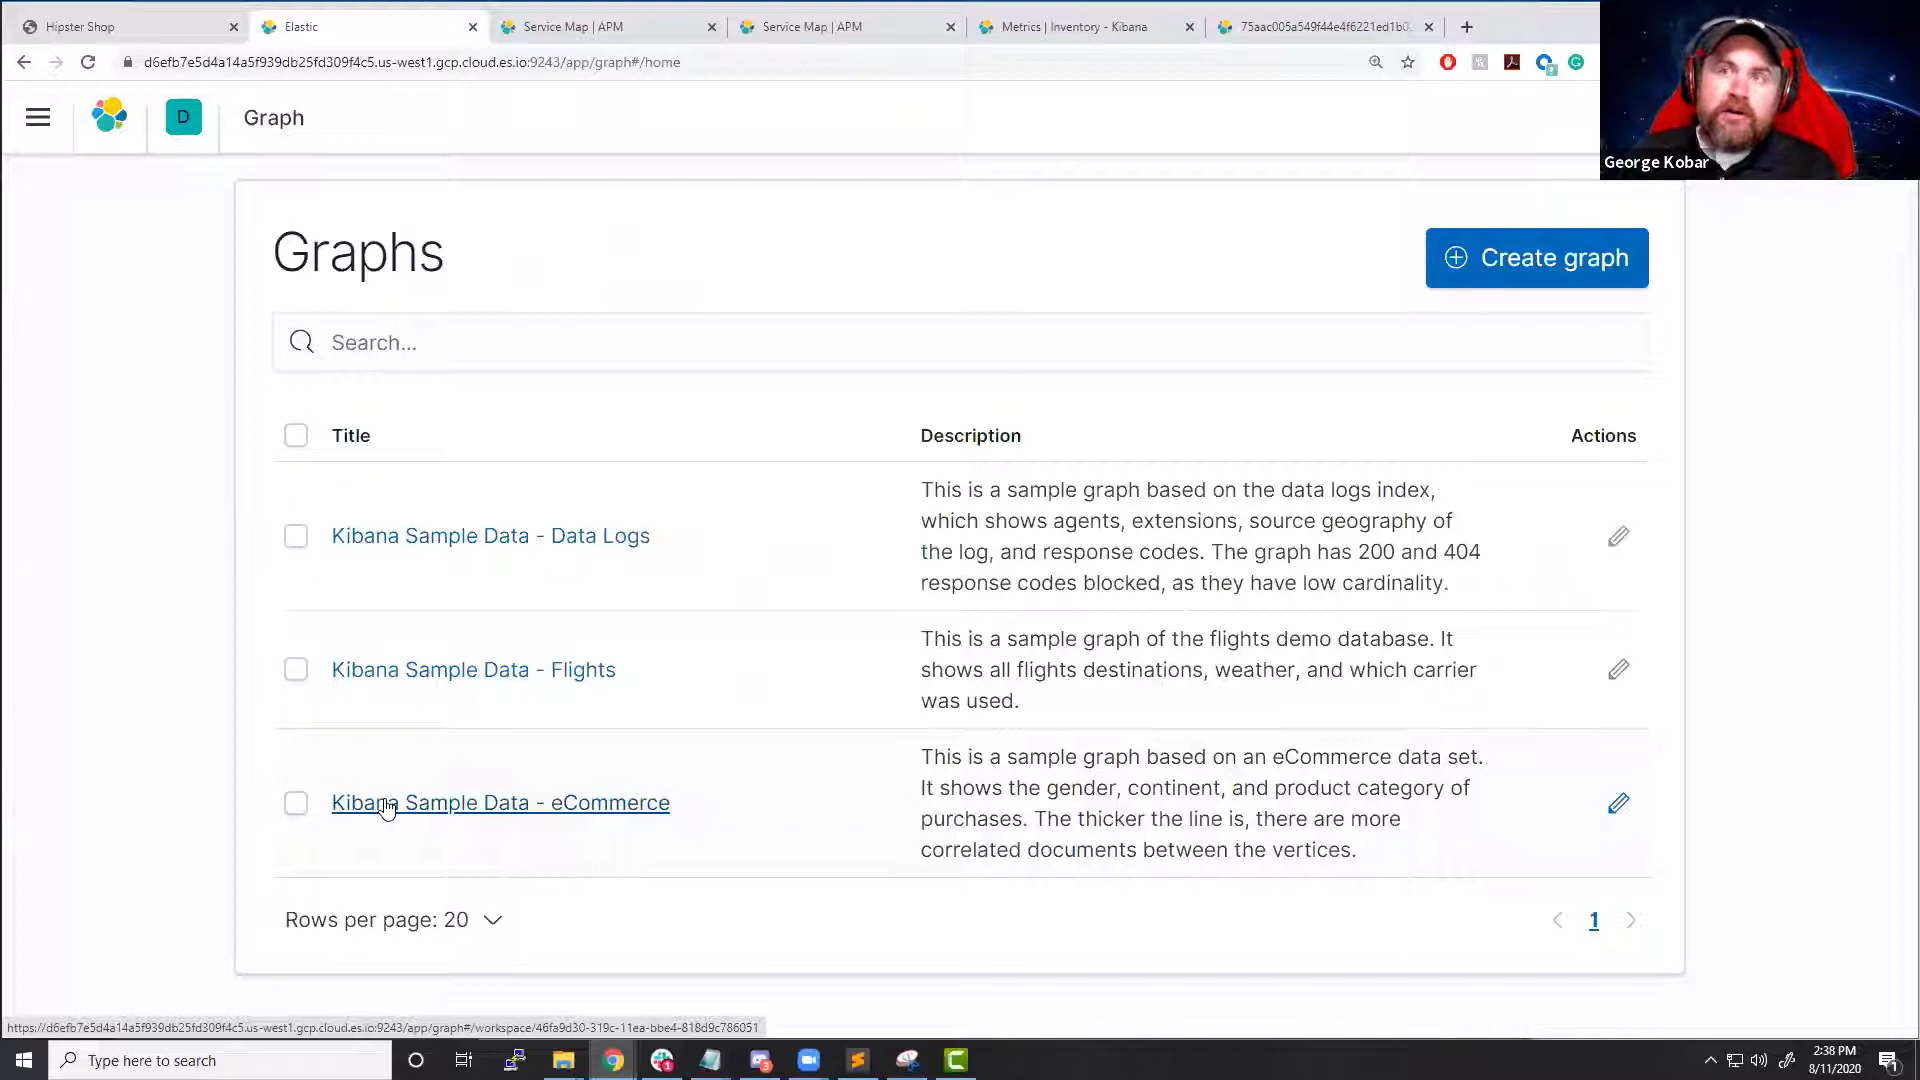 Hipster Shop
Elastic
Service Map | APM
Service Map | APM
Metrics | Inventory - Kibana
75aac005a549f44e4f6221ed1b0
d6efb7e5d4a14a5f939db25fd309f4c5.us-west1.gcp.cloud.es.io:9243/app/graph#/home
D
Graph
George Kobar
Graphs
Create graph
Search...
Title
Description
Actions
Kibana Sample Data - Data Logs
This is a sample graph based on the data logs index,
which shows agents, extensions, source geography of
the log, and response codes. The graph has 200 and 404
response codes blocked, as they have low cardinality.
Kibana Sample Data - Flights
This is a sample graph of the flights demo database. It
shows all flights destinations, weather, and which carrier
was used.
Kibana Sample Data - eCommerce
This is a sample graph based on an eCommerce data set.
It shows the gender, continent, and product category of
purchases. The thicker the line is, there are more
correlated documents between the vertices.
Rows per page: 20
1
https://d6efb7e5d4a14a5f939db25fd309f4c5.us-west1.gcp.cloud.es.io:9243/app/graph#/workspace/46fa9d30-319c-11ea-bbe4-818d9c786051
Type here to search
2:38 PM
8/11/2020